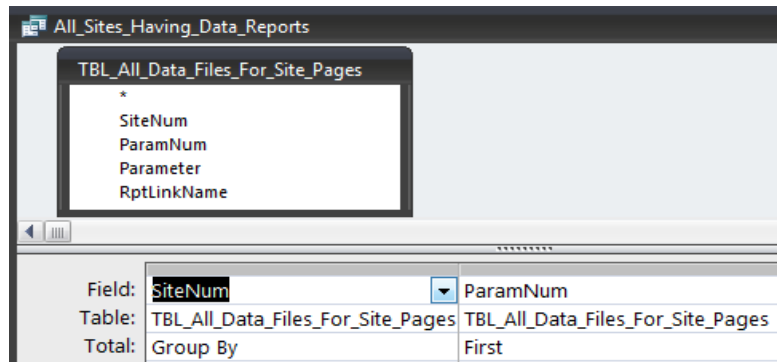 All_Sites_Having_Data_Reports
TBL_All_Data_Files_For_Site_Pages
*
SiteNum
ParamNum
Parameter
RptLinkName
Field: SiteNum ParamNum
Table: TBL_All_Data_Files_For_Site_Pages TBL_All_Data_Files_For_Site_Pages
Total: Group By First